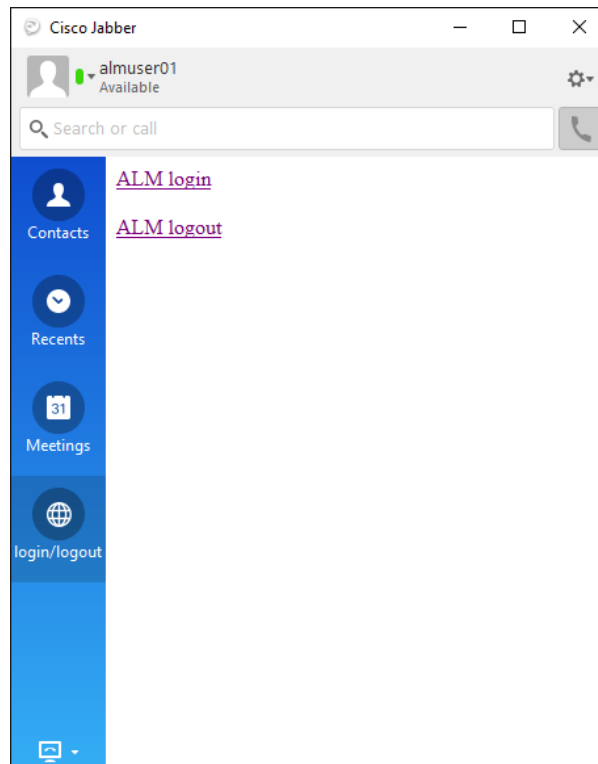 Cisco Jabber
almuser01
Available
Search or call
Contacts
ALM login
ALM logout
Recents
31
Meetings
login/logout